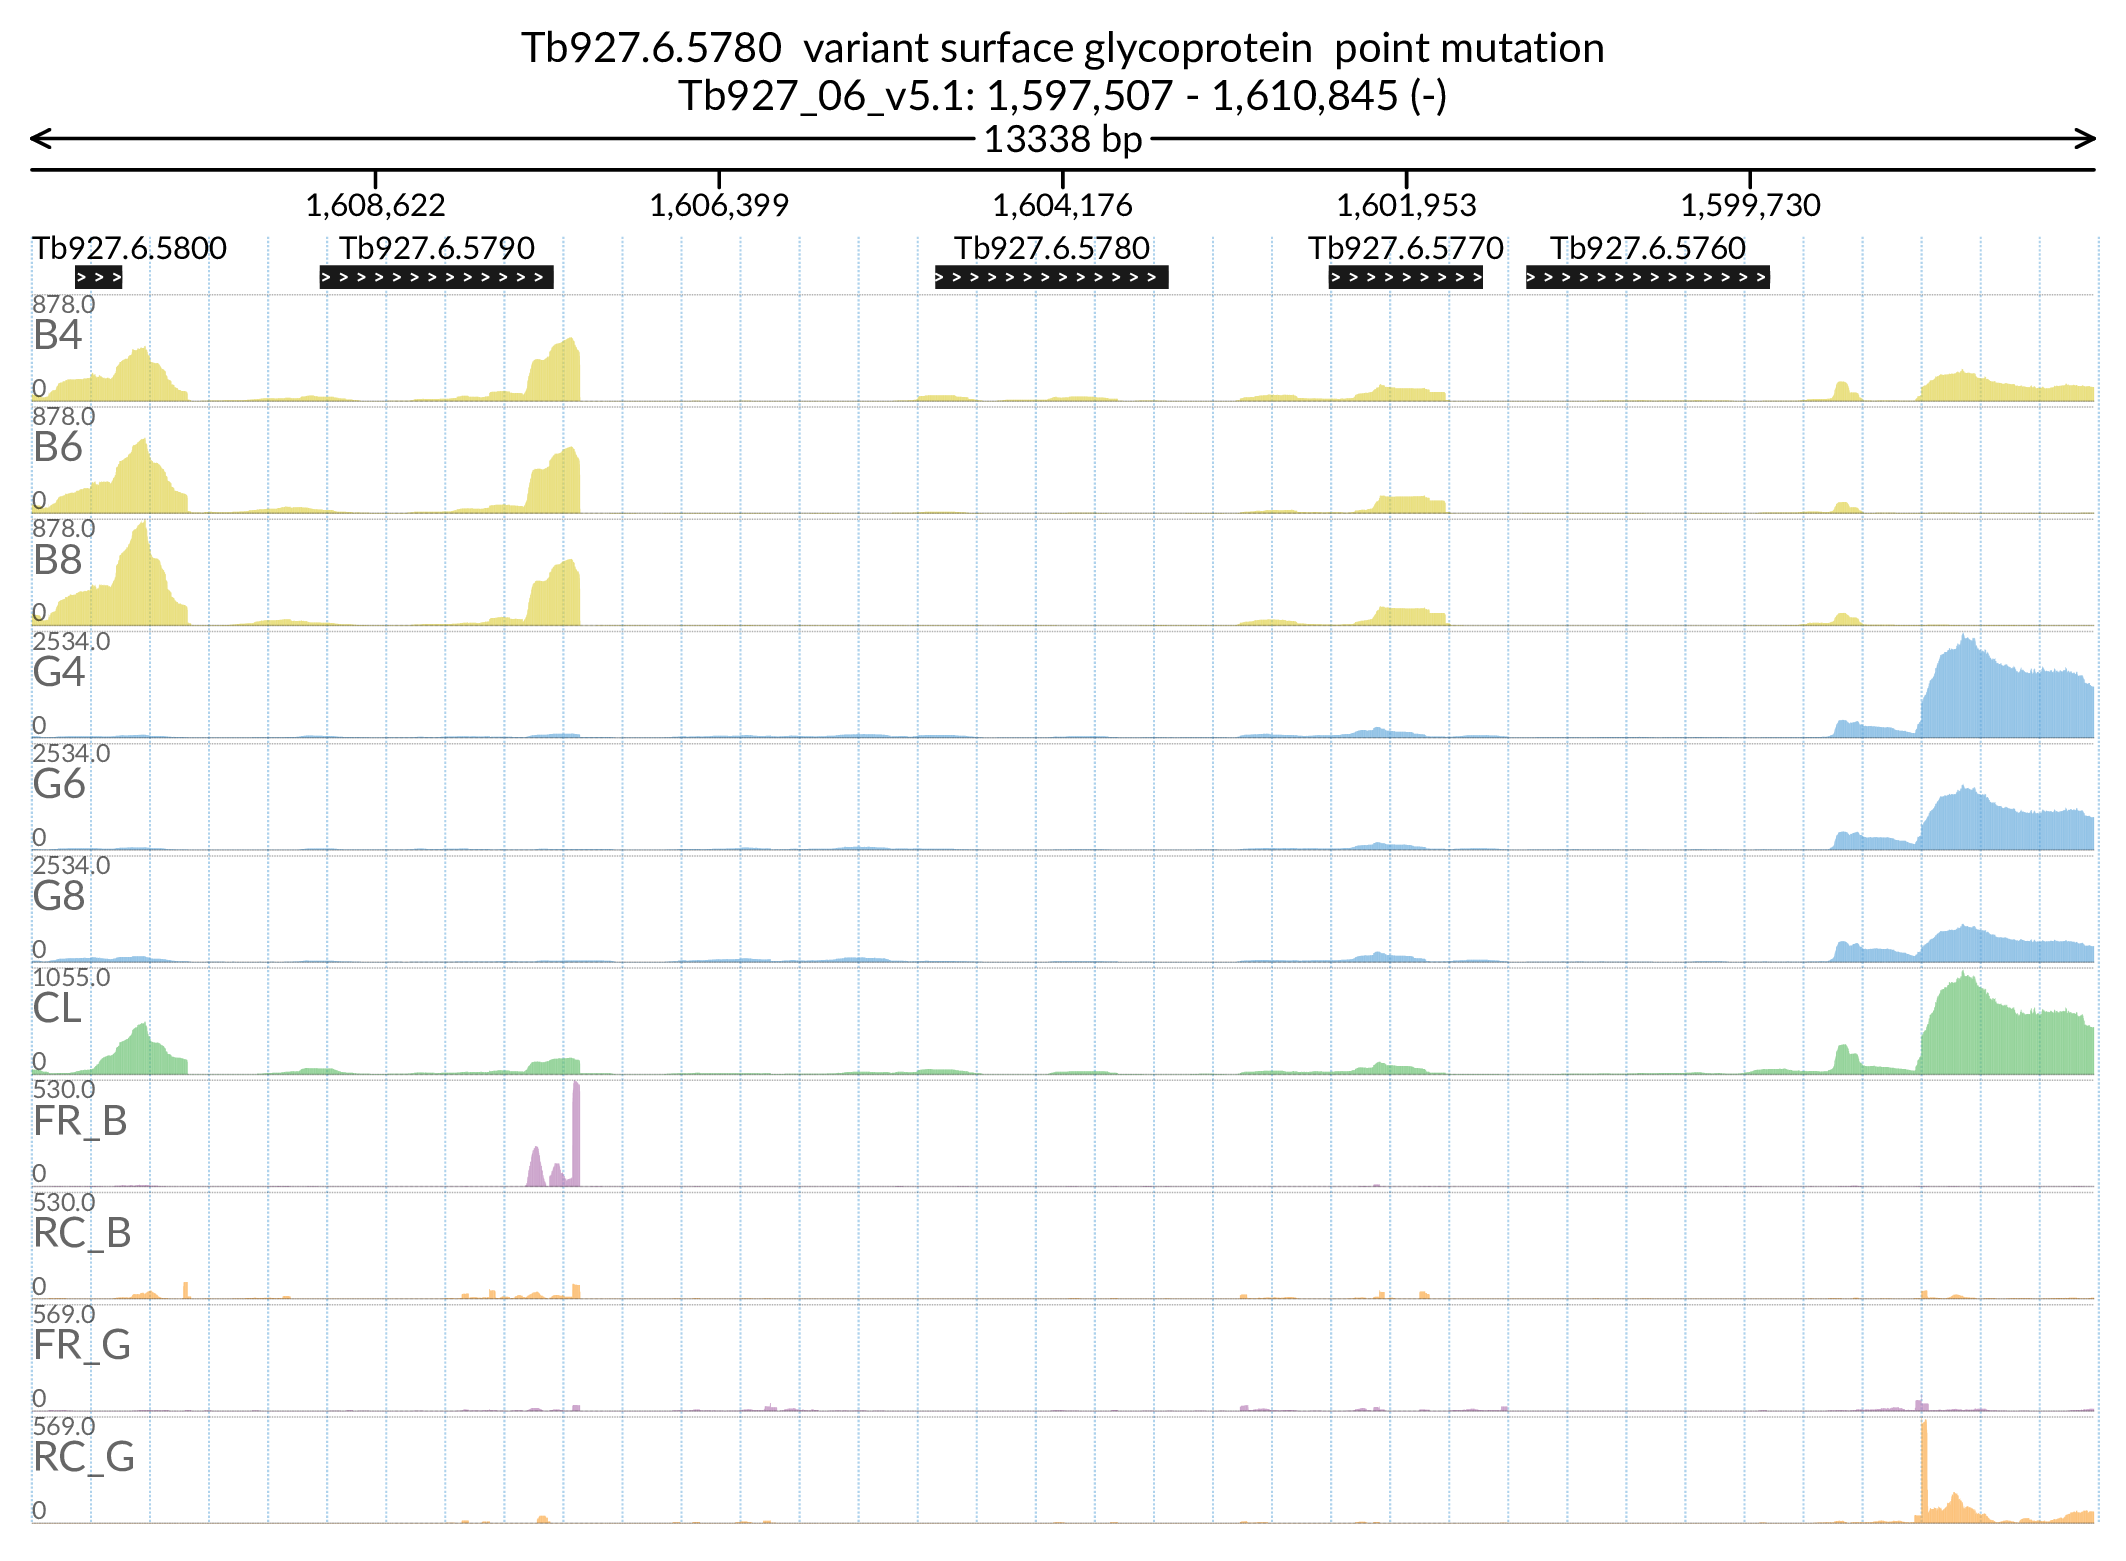 Tb927.6.5780 variant surface glycoprotein point mutation
Tb927_06_v5.1: 1,597,507 - 1,610,845 (-)
13338 bp
1,608,622 1,606,399 1,604,176 1,601,953 1,599,730
Tb927.6.5800 Tb927.6.5790 Tb927.6.5780 Tb927.6.5770 Tb927.6.5760
878.0
B4
0
878.0
B6
0
878.0
B8
0
2534.0
G4
0
2534.0
G6
0
2534.0
G8
0
1055.0
CL
0
530.0
FR_B
0
530.0
RC_B
0
569.0
FR_G
0
569.0
RC_G
0